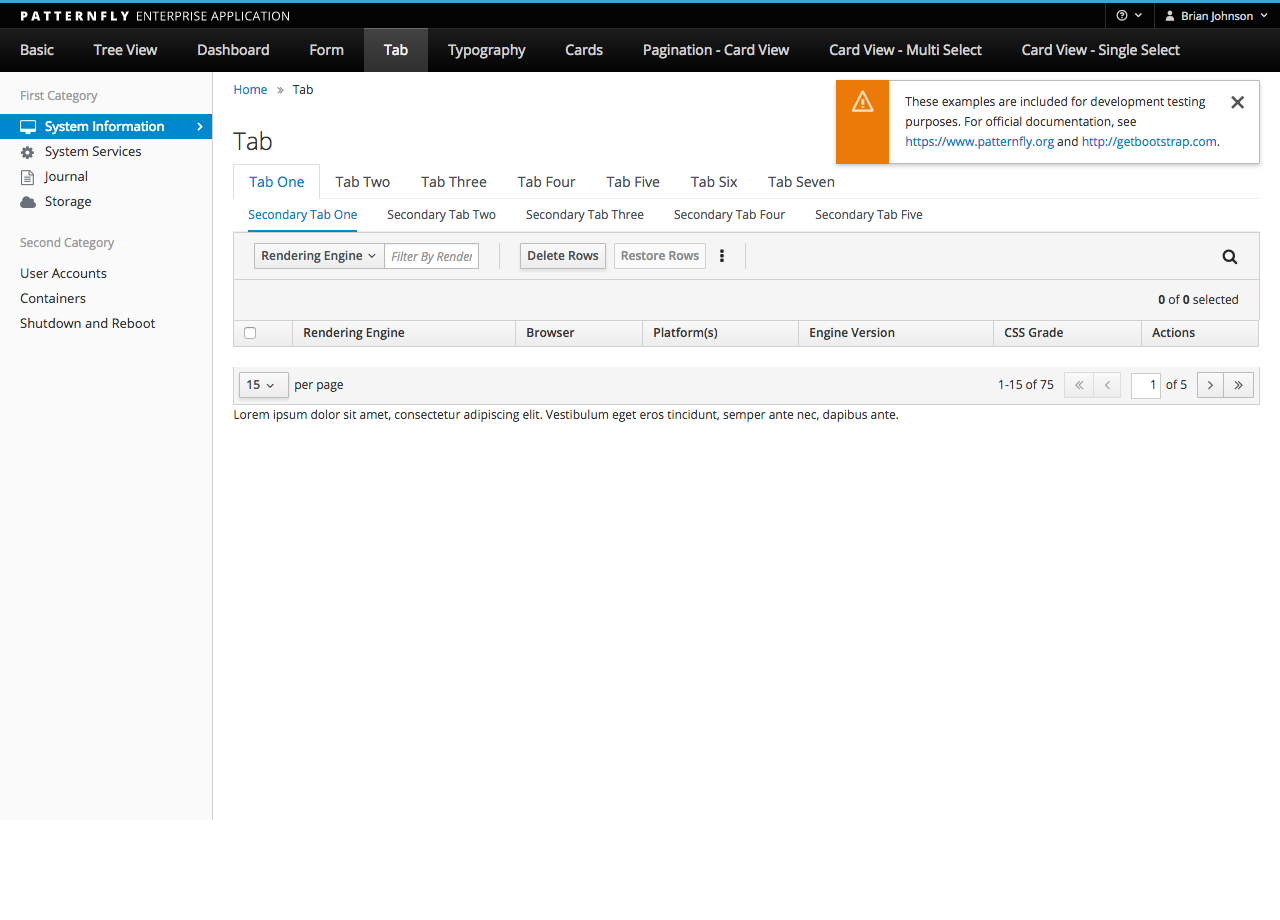 PATTERNFLY ENTERPRISE APPLICATION
Brian Johnson
Basic Tree View Dashboard Form Tab Typography Cards Pagination - Card View Card View - Multi Select Card View - Single Select
First Category
System Information
System Services
Journal
Storage
Second Category
User Accounts
Containers
Shutdown and Reboot
Home » Tab
These examples are included for development testing
purposes. For official documentation, see
https://www.patternfly.org and http://getbootstrap.com.
Tab
Tab One Tab Two Tab Three Tab Four Tab Five Tab Six Tab Seven
Secondary Tab One Secondary Tab Two Secondary Tab Three Secondary Tab Four Secondary Tab Five
Rendering Engine Filter By Render Delete Rows Restore Rows
0 of 0 selected
Rendering Engine Browser Platform(s) Engine Version CSS Grade Actions
15 per page 1-15 of 75 « ‹ 1 of 5 › »
Lorem ipsum dolor sit amet, consectetur adipiscing elit. Vestibulum eget eros tincidunt, semper ante nec, dapibus ante.